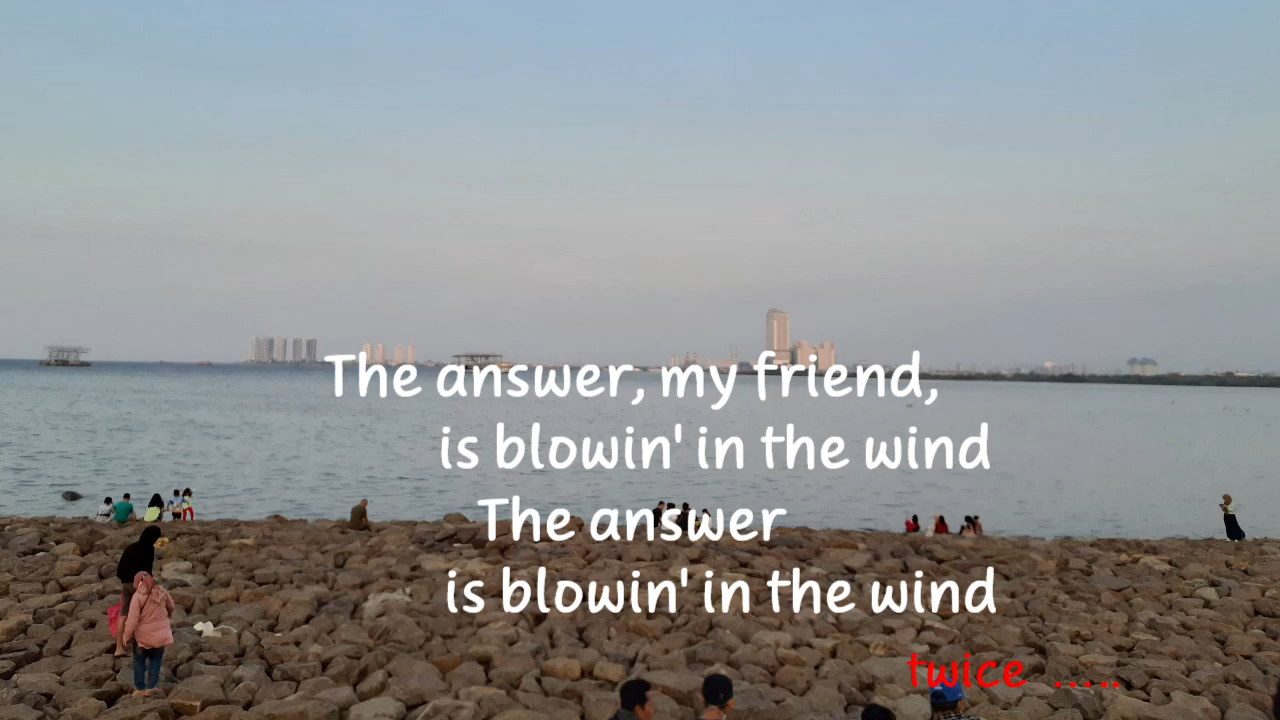 The answer, my friend,
is blowin' in the wind
The answer
is blowin' in the wind
twice .....